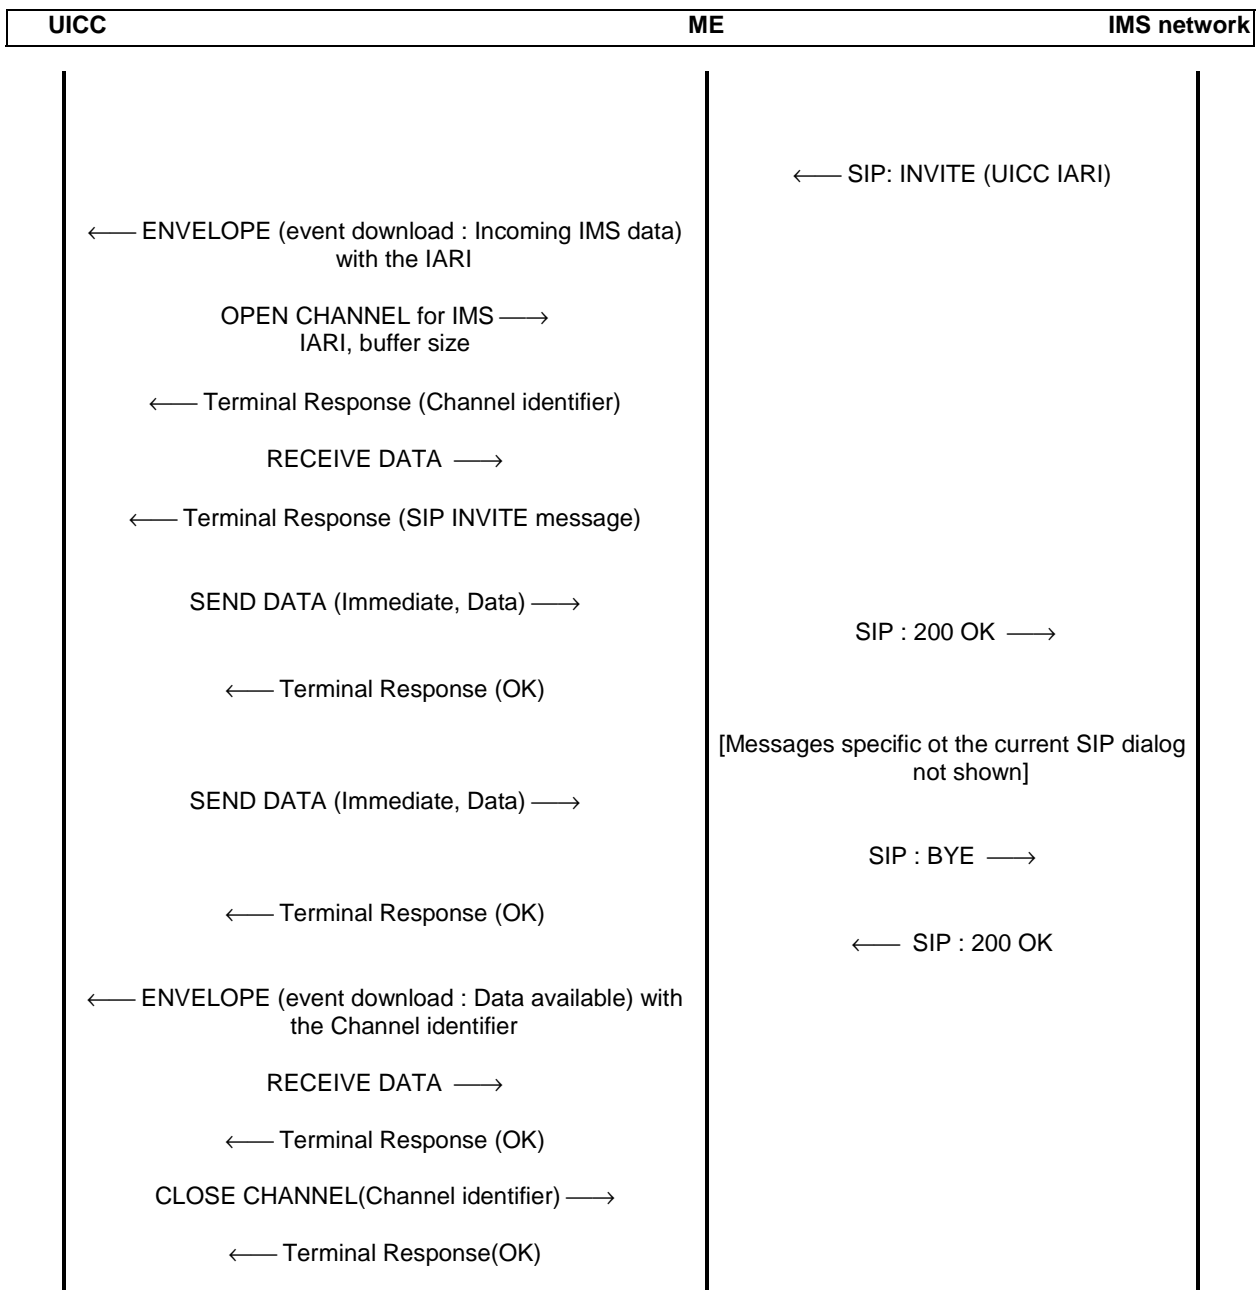 UICC ME IMS network
← SIP: INVITE (UICC IARI)
← ENVELOPE (event download : Incoming IMS data)
with the IARI
OPEN CHANNEL for IMS →
IARI, buffer size
← Terminal Response (Channel identifier)
RECEIVE DATA →
← Terminal Response (SIP INVITE message)
SEND DATA (Immediate, Data) →
SIP : 200 OK →
← Terminal Response (OK)
[Messages specific ot the current SIP dialog
not shown]
SEND DATA (Immediate, Data) →
SIP : BYE →
← Terminal Response (OK)
← SIP : 200 OK
← ENVELOPE (event download : Data available) with
the Channel identifier
RECEIVE DATA →
← Terminal Response (OK)
CLOSE CHANNEL(Channel identifier) →
← Terminal Response(OK)